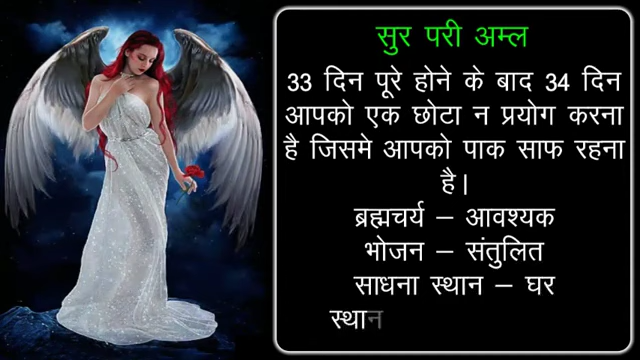 सुर परी अम्ल
33 दिन पूरे होने के बाद 34 दिन
आपको एक छोटा न प्रयोग करना
है जिसमे आपको पाक साफ रहना
है।
ब्रह्मचर्य – आवश्यक
भोजन – संतुलित
साधना स्थान – घर
स्थान